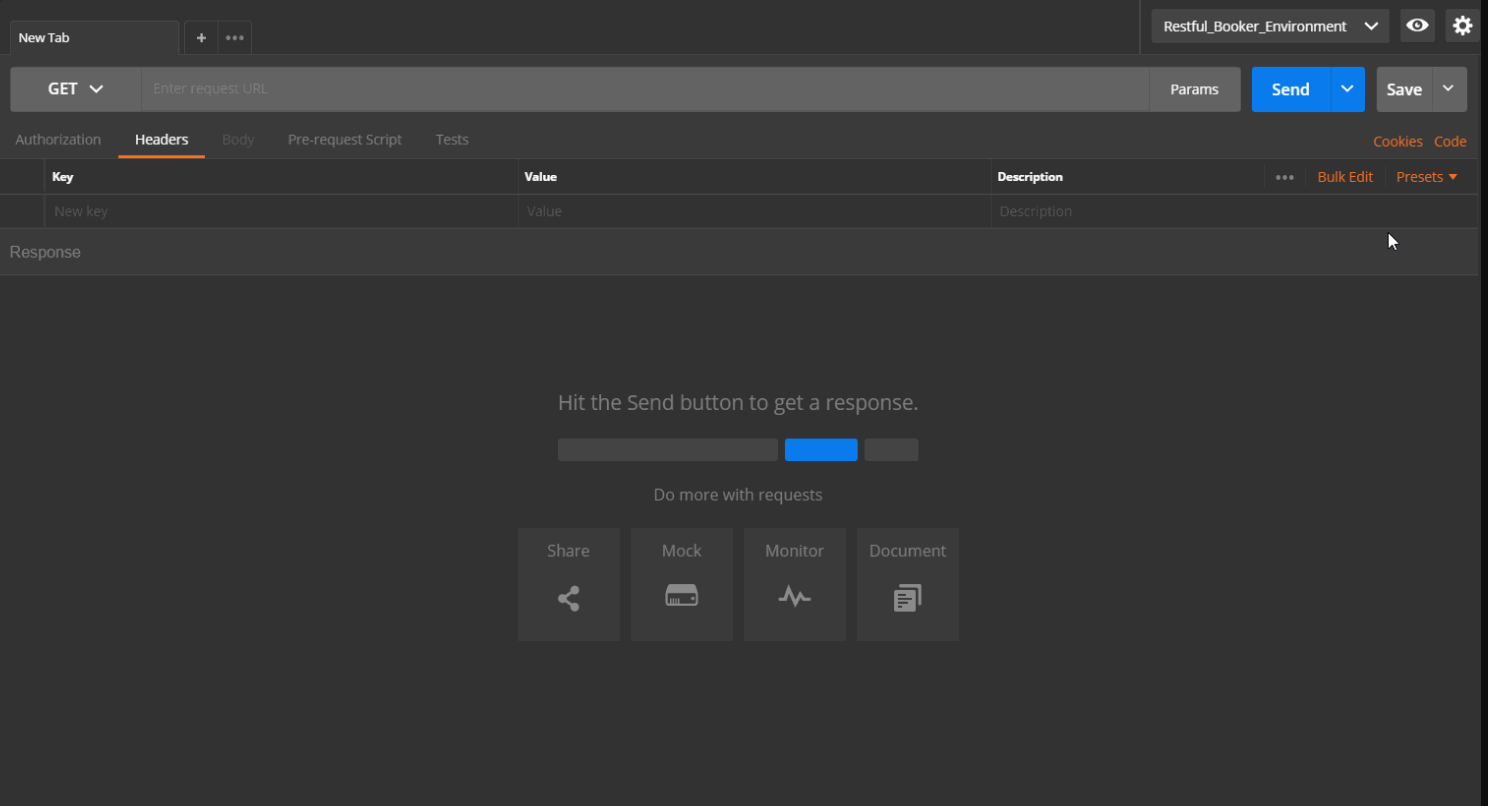 New Tab + Restful_Booker_Environment
GET Enter request URL Params Send Save
Authorization Headers Body Pre-request Script Tests Cookies Code
Key Value Description Bulk Edit Presets
New key Value Description
Response
Hit the Send button to get a response.
Do more with requests
Share Mock Monitor Document